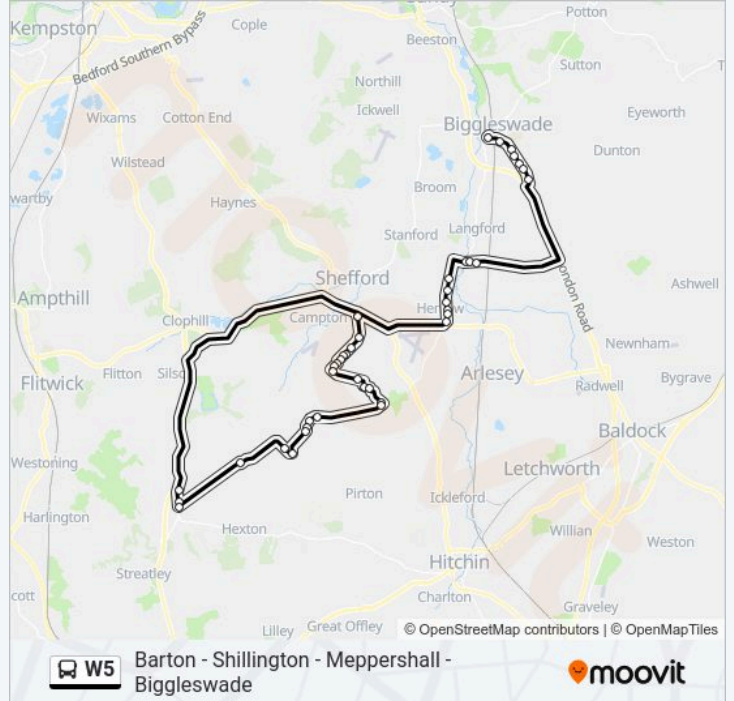 Kempston
Cople
Potton
Beeston
Bedford Southern Bypass
Sutton
Northill
Ickwell
Eyeworth
Wixams
Cotton End
Biggleswade
Dunton
Wilstead
Broom
wartby
Haynes
Stanford
Langford
Shefford
Ashwell
Ampthill
Clophill
Campton
Henlow
London Road
Newnham
Flitton
Silsoe
Arlesey
Bygrave
Flitwick
Radwell
Baldock
Westoning
Letchworth
Pirton
Ickleford
Harlington
Hexton
Willian
Weston
Hitchin
Streatley
cott
Charlton
Graveley
Lilley
Great Offley
© OpenStreetMap contributors | © OpenMapTiles
W5
Barton - Shillington - Meppershall -
Biggleswade
moovit